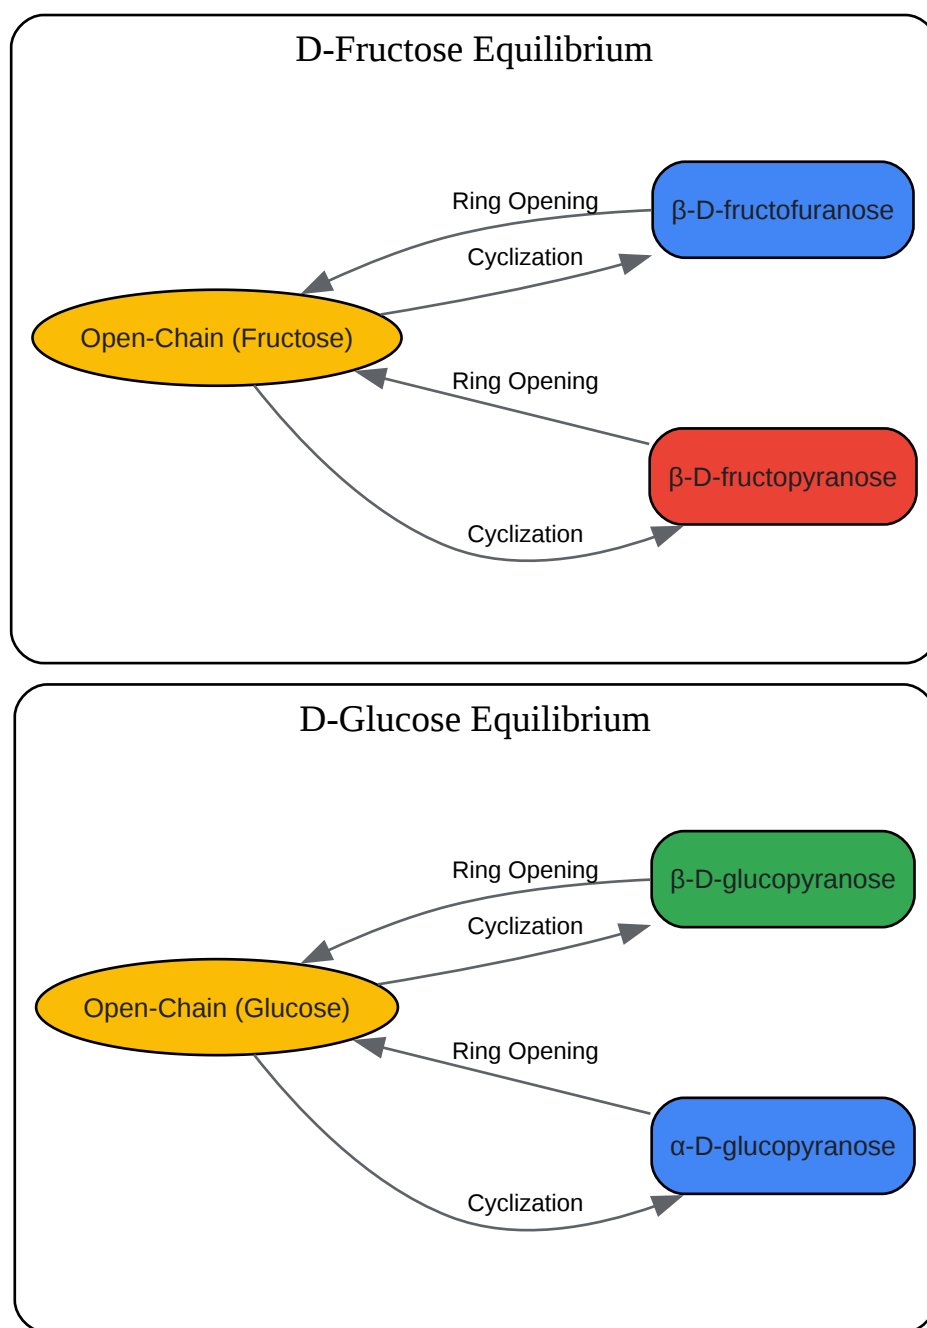 D-Fructose Equilibrium
Ring Opening
β-D-fructofuranose
Cyclization
Open-Chain (Fructose)
Ring Opening
β-D-fructopyranose
Cyclization
D-Glucose Equilibrium
Ring Opening
β-D-glucopyranose
Cyclization
Open-Chain (Glucose)
Ring Opening
α-D-glucopyranose
Cyclization